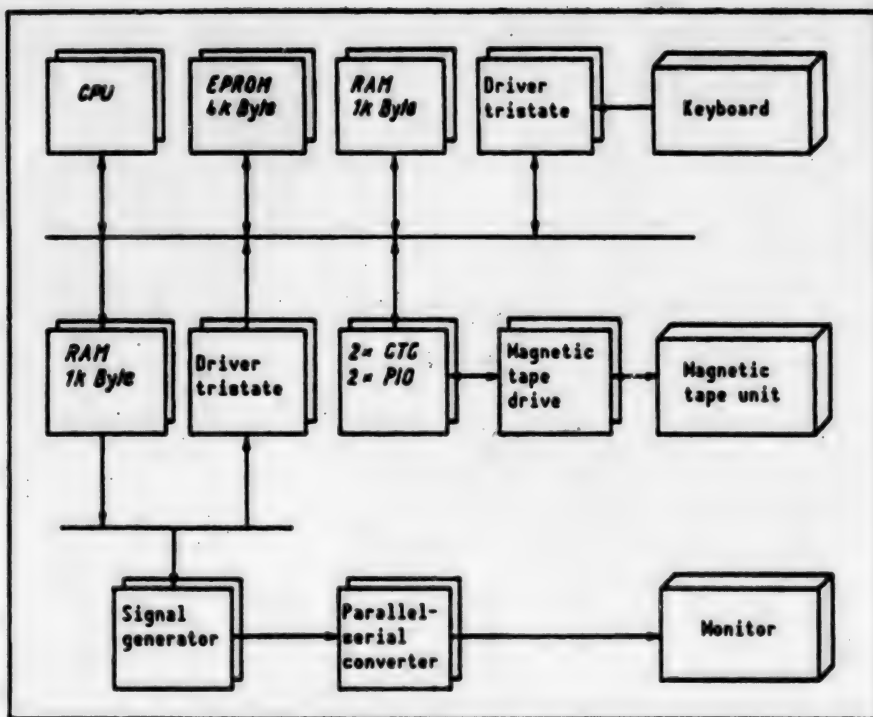 CPU
EPROM
4k Byte
RAM
1k Byte
Driver
tristate
Keyboard
RAM
1k Byte
Driver
tristate
2× CTC
2× PIO
Magnetic
tape
drive
Magnetic
tape unit
Signal
generator
Parallel-
serial
converter
Monitor